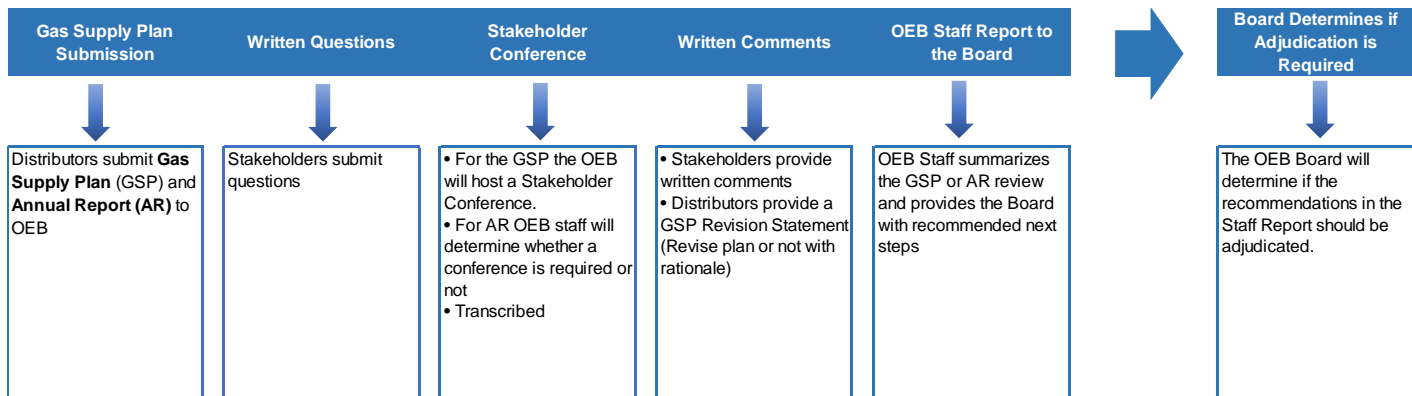 Gas Supply Plan
Submission
Written Questions
Stakeholder
Conference
Written Comments
OEB Staff Report to
the Board
Board Determines if
Adjudication is
Required
Distributors submit Gas
Supply Plan (GSP) and
Annual Report (AR) to
OEB
Stakeholders submit
questions
• For the GSP the OEB
will host a Stakeholder
Conference.
• For AR OEB staff will
determine whether a
conference is required or
not
• Transcribed
• Stakeholders provide
written comments
• Distributors provide a
GSP Revision Statement
(Revise plan or not with
rationale)
OEB Staff summarizes
the GSP or AR review
and provides the Board
with recommended next
steps
The OEB Board will
determine if the
recommendations in the
Staff Report should be
adjudicated.